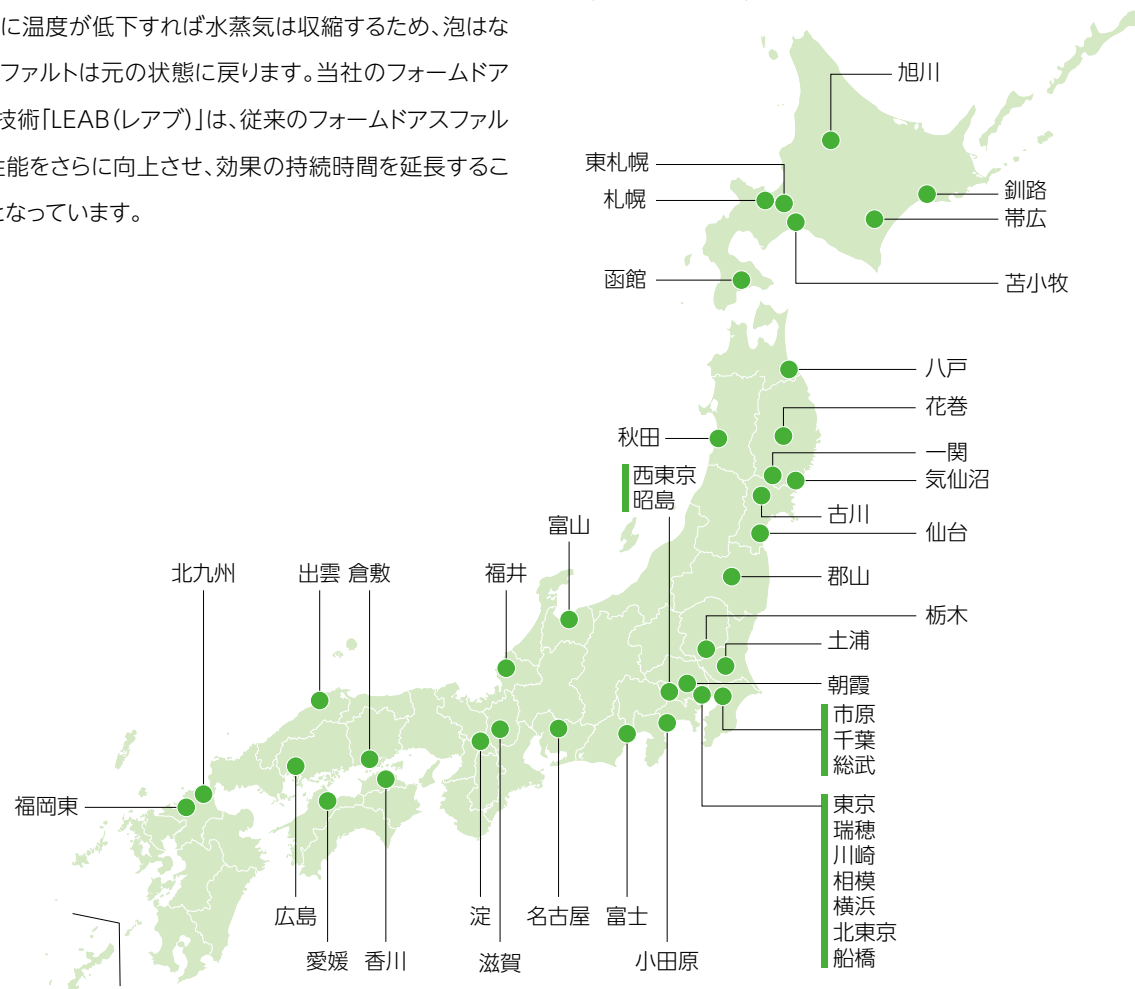 に温度が低下すれば水蒸気は収縮するため、泡はな
ファルトは元の状態に戻ります。当社のフォームドア
技術「LEAB（レアブ）」は、従来のフォームドアスファル
性能をさらに向上させ、効果の持続時間を延長するこ
となっています。
旭川
東札幌
札幌
釧路
帯広
函館
苫小牧
八戸
花巻
秋田
一関
西東京
昭島
気仙沼
古川
富山
仙台
北九州
出雲
倉敷
福井
郡山
栃木
土浦
朝霞
市原
千葉
総武
福岡東
東京
瑞穂
川崎
相模
横浜
北東京
船橋
広島
淀
名古屋
富士
愛媛
香川
滋賀
小田原